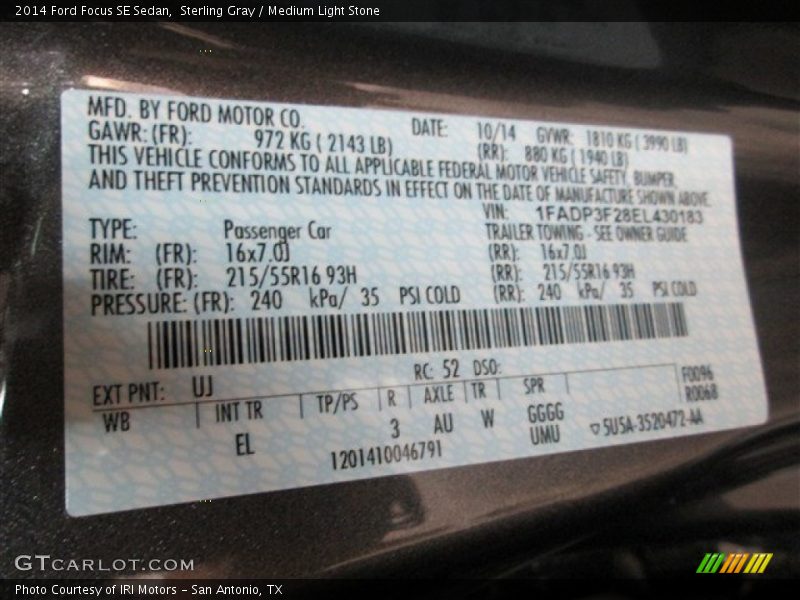 2014 Ford Focus SE Sedan,  Sterling Gray / Medium Light Stone
MFD. BY FORD MOTOR CO.
DATE: 10/14 GVWR: 1810 KG ( 3990 LB)
GAWR: (FR): 972 KG ( 2143 LB) (RR): 880 KG ( 1940 LB)
THIS VEHICLE CONFORMS TO ALL APPLICABLE FEDERAL MOTOR VEHICLE SAFETY, BUMPER,
AND THEFT PREVENTION STANDARDS IN EFFECT ON THE DATE OF MANUFACTURE SHOWN ABOVE.
VIN: 1FADP3F28EL430183
TYPE: Passenger Car TRAILER TOWING - SEE OWNER GUIDE
RIM: (FR): 16x7.0J (RR): 16x7.0J
TIRE: (FR): 215/55R16 93H (RR): 215/55R16 93H
PRESSURE: (FR): 240 kPa/ 35 PSI COLD (RR): 240 kPa/ 35 PSI COLD
RC: 52 DSO:
EXT PNT: UJ F0096
R0068
WB INT TR TP/PS R AXLE TR SPR
EL 3 AU W GGGG
UMU 5U5A-3520472-AA
1201410046791
GTCARLOT.COM
Photo Courtesy of IRI Motors – San Antonio, TX